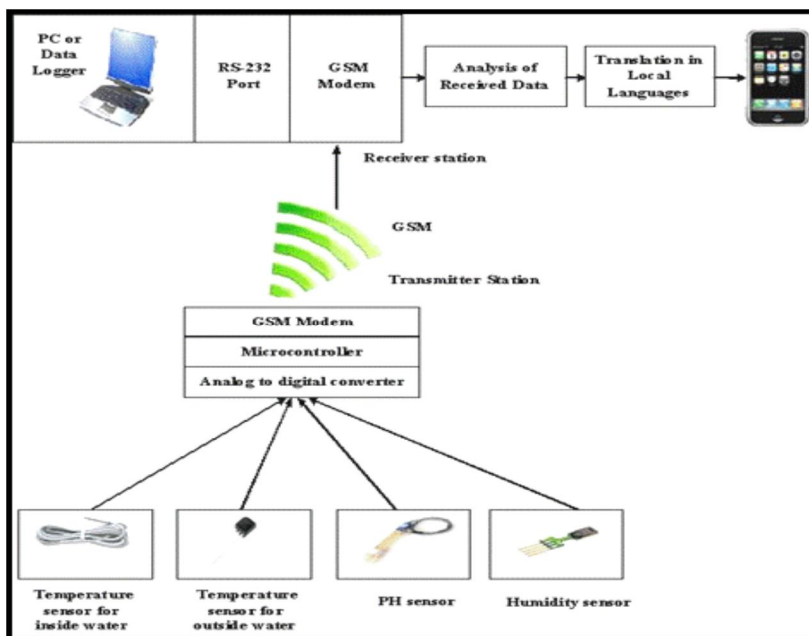 PC or
Data
Logger
RS-232
Port
GSM
Modem
Analysis of
Received Data
Translation in
Local
Languages
Receiver station
GSM
Transmitter Station
GSM Modem
Microcontroller
Analog to digital converter
Temperature
sensor for
inside water
Temperature
sensor for
outside water
PH sensor
Humidity sensor